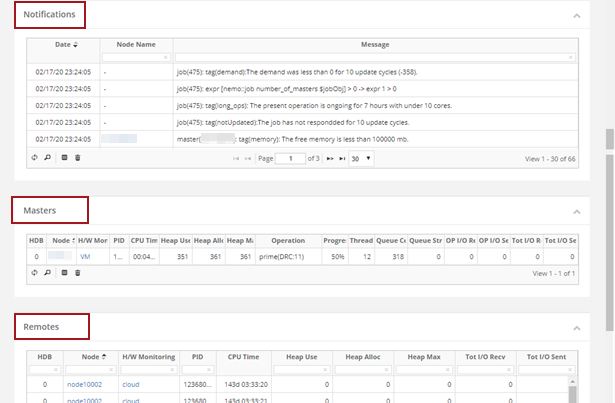 Notifications
Date Node Name Message
02/17/20 23:24:05 - job(475): tag(demand):The demand was less than 0 for 10 update cycles (-358).
02/17/20 23:24:05 - job(475): expr [nemo::job number_of_masters $jobObj] > 0 -> expr 1 > 0
02/17/20 23:24:05 - job(475): tag(long_ops): The present operation is ongoing for 7 hours with under 10 cores.
02/17/20 23:24:05 - job(475): tag(notUpdated):The job has not respondded for 10 update cycles.
02/17/20 23:24:05 master( : tag(memory): The free memory is less than 100000 mb.
Page 1 of 3 30 View 1 - 30 of 66
Masters
HDB Node H/W Mor PID CPU Tim Heap Use Heap Allc Heap Ma Operation Progre Thread Queue Co Queue Str OP I/O Re OP I/O Se Tot I/O R Tot I/O Se
0 VM 1... 00:04... 351 361 361 prime(DRC:11) 50% 12 318 0 0 0 0 0
View 1 - 1 of 1
Remotes
HDB Node H/W Monitoring PID CPU Time Heap Use Heap Alloc Heap Max Tot I/O Recv Tot I/O Sent
0 node10002 cloud 123680... 143d 03:33:20 0 0 0 0 0
0 node10002 cloud 123680... 143d 03:33:21 0 0 0 0 0